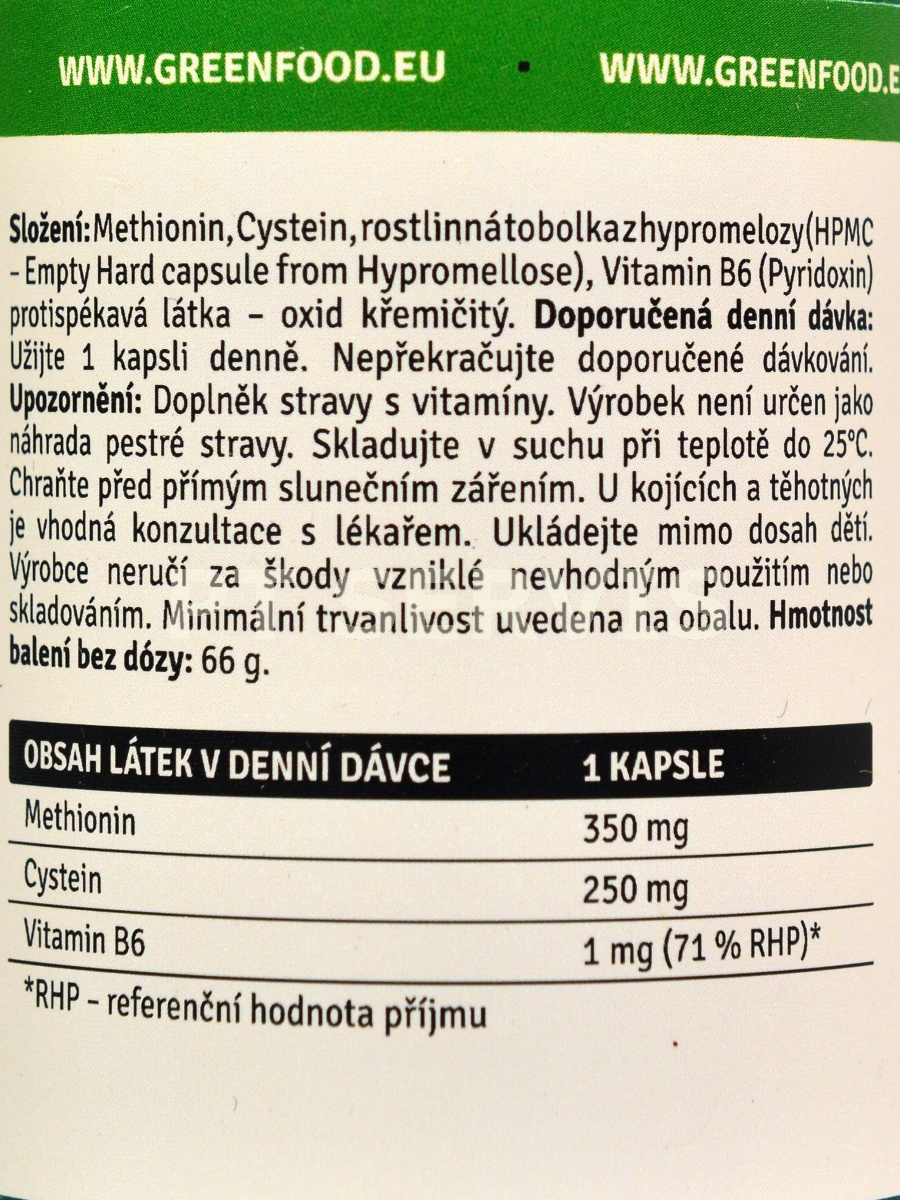 WWW.GREENFOOD.EU · WWW.GREENFOOD.E
Složení: Methionin, Cystein, rostlinná tobolka z hypromelozy (HPMC
- Empty Hard capsule from Hypromellose), Vitamin B6 (Pyridoxin)
protispékavá látka – oxid křemičitý. Doporučená denní dávka:
Užijte 1 kapsli denně. Nepřekračujte doporučené dávkování.
Upozornění: Doplněk stravy s vitamíny. Výrobek není určen jako
náhrada pestré stravy. Skladujte v suchu při teplotě do 25°C.
Chraňte před přímým slunečním zářením. U kojících a těhotných
je vhodná konzultace s lékařem. Ukládejte mimo dosah dětí.
Výrobce neručí za škody vzniklé nevhodným použitím nebo
skladováním. Minimální trvanlivost uvedena na obalu. Hmotnost
balení bez dózy: 66 g.
OBSAH LÁTEK V DENNÍ DÁVCE 1 KAPSLE
Methionin 350 mg
Cystein 250 mg
Vitamin B6 1 mg (71 % RHP)*
*RHP – referenční hodnota příjmu